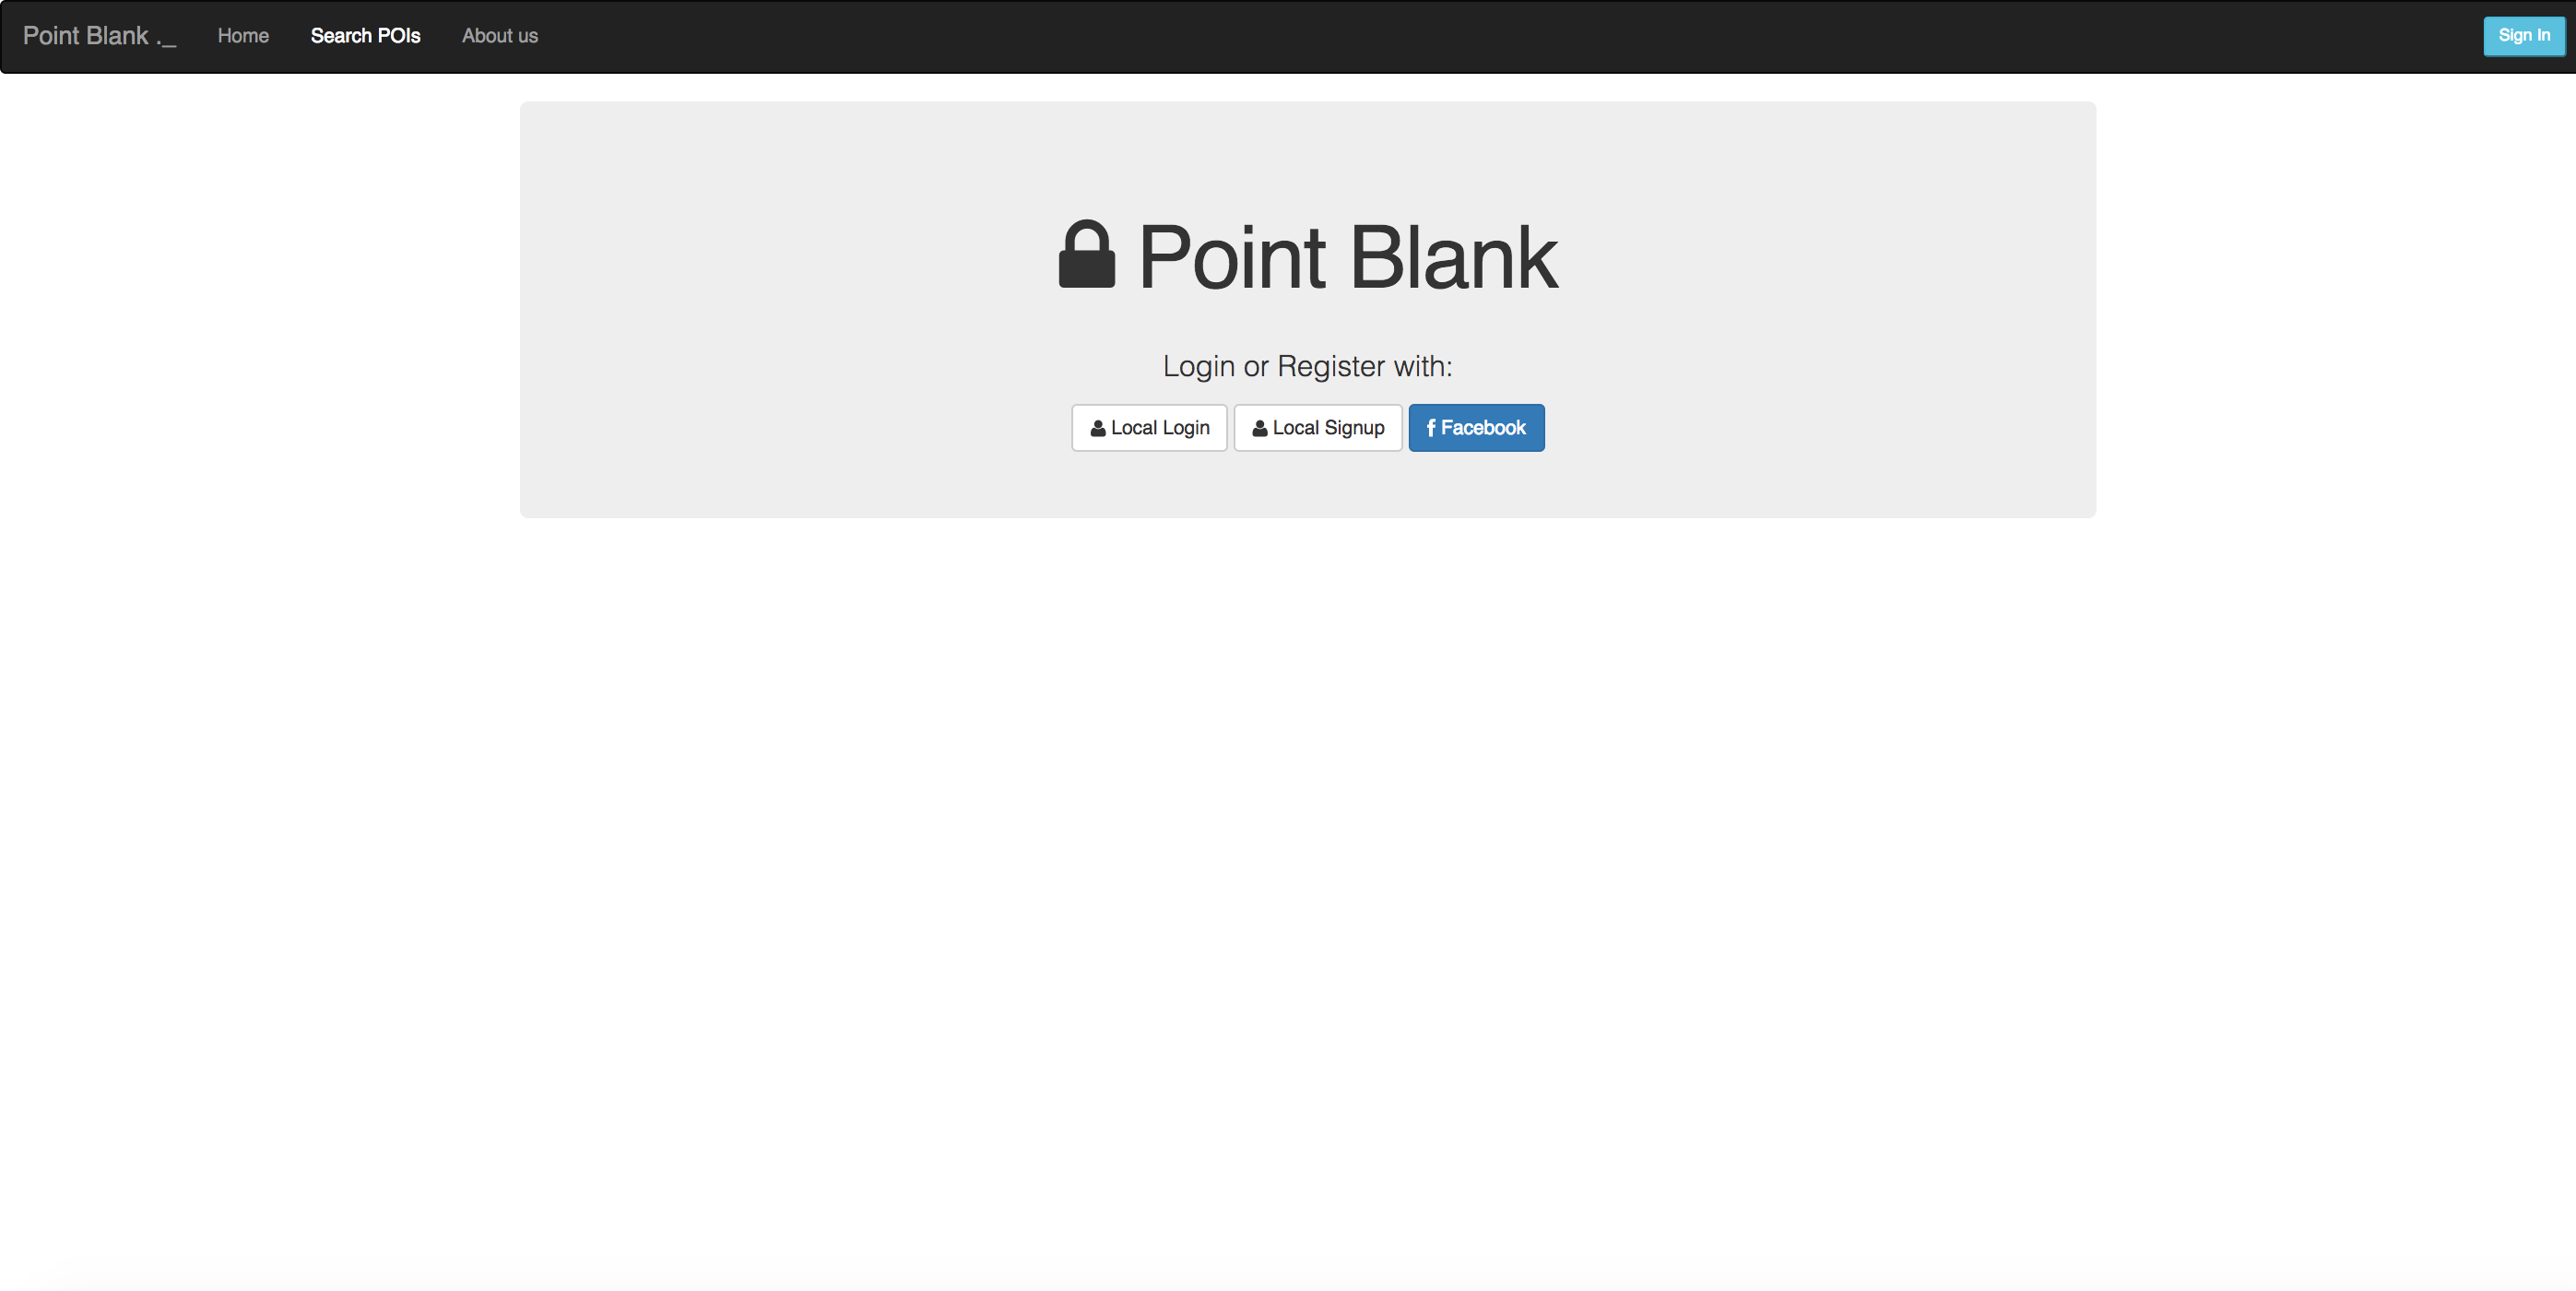 Point Blank ._ Home Search POIs About us Sign In
Point Blank
Login or Register with:
Local Login Local Signup Facebook